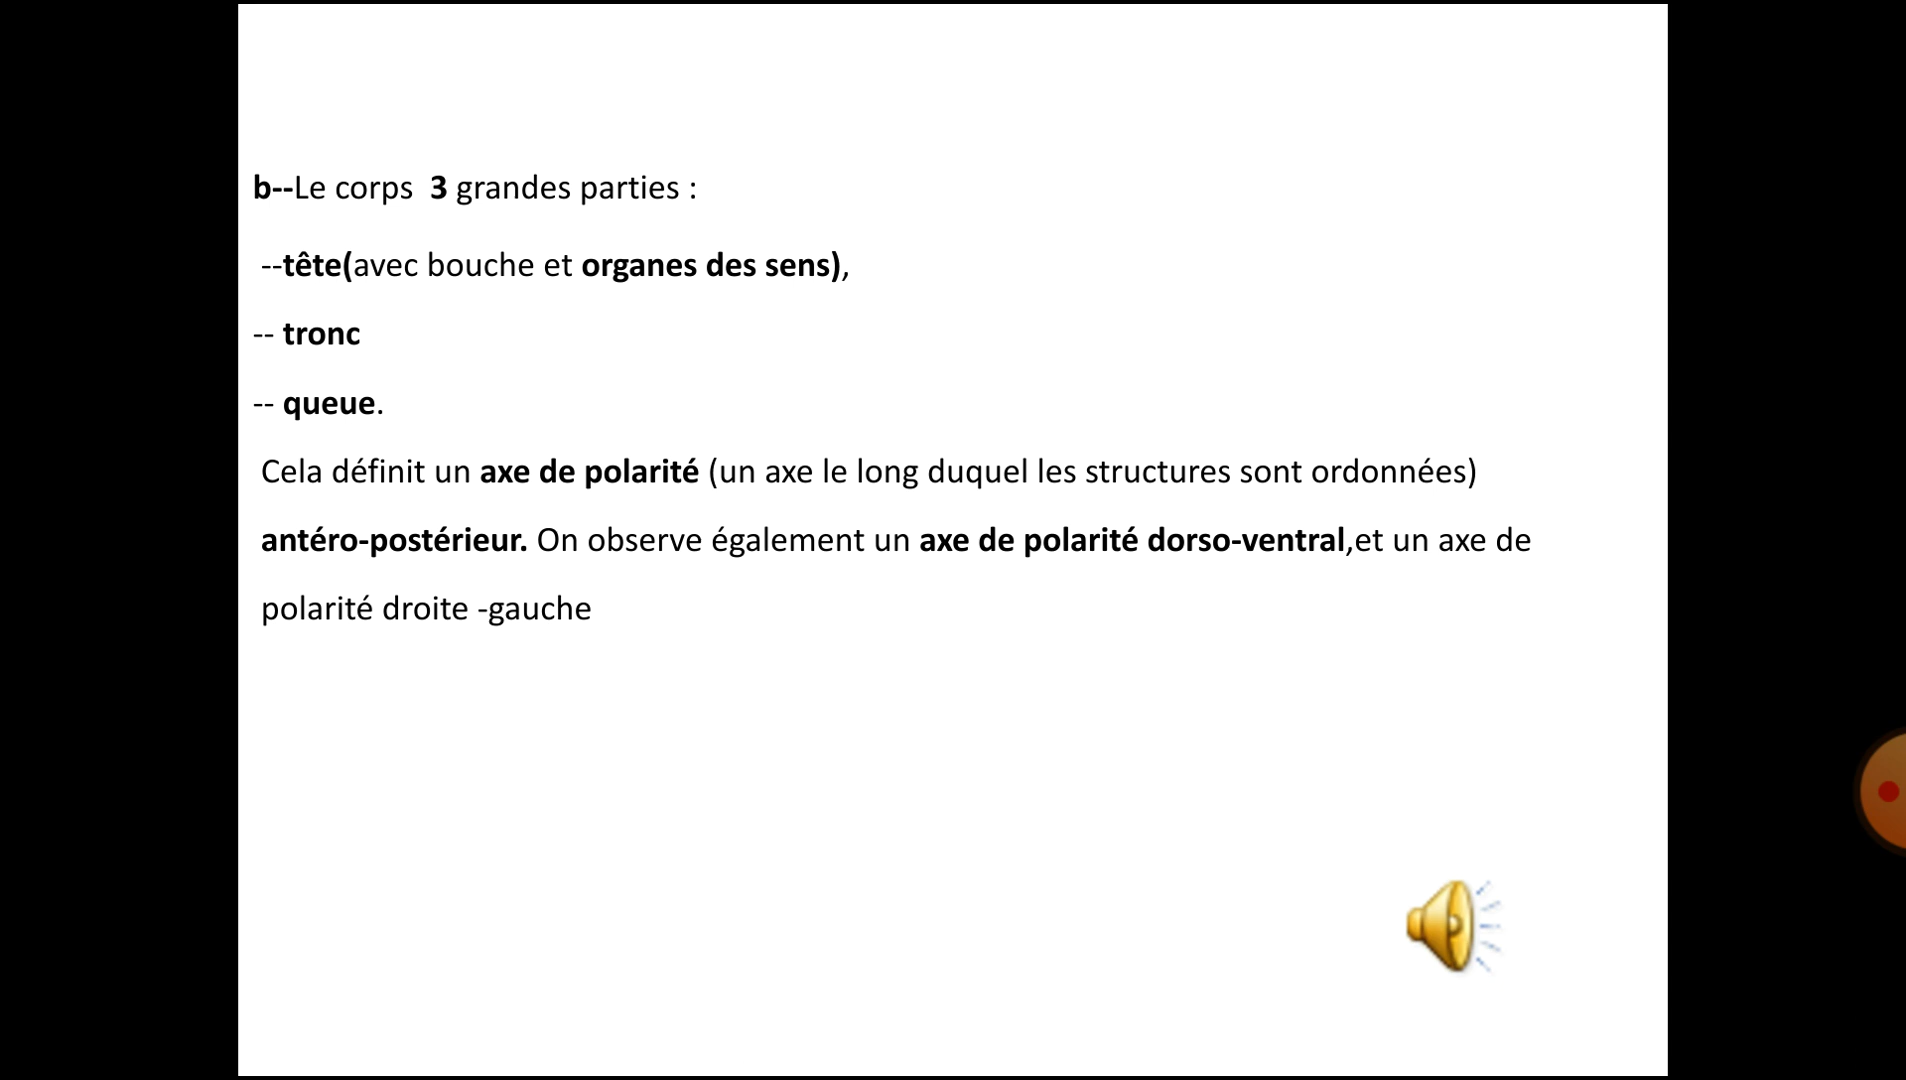 b--Le corps  3 grandes parties :
--tête(avec bouche et organes des sens),
-- tronc
-- queue.
Cela définit un axe de polarité (un axe le long duquel les structures sont ordonnées)
antéro-postérieur. On observe également un axe de polarité dorso-ventral,et un axe de
polarité droite -gauche